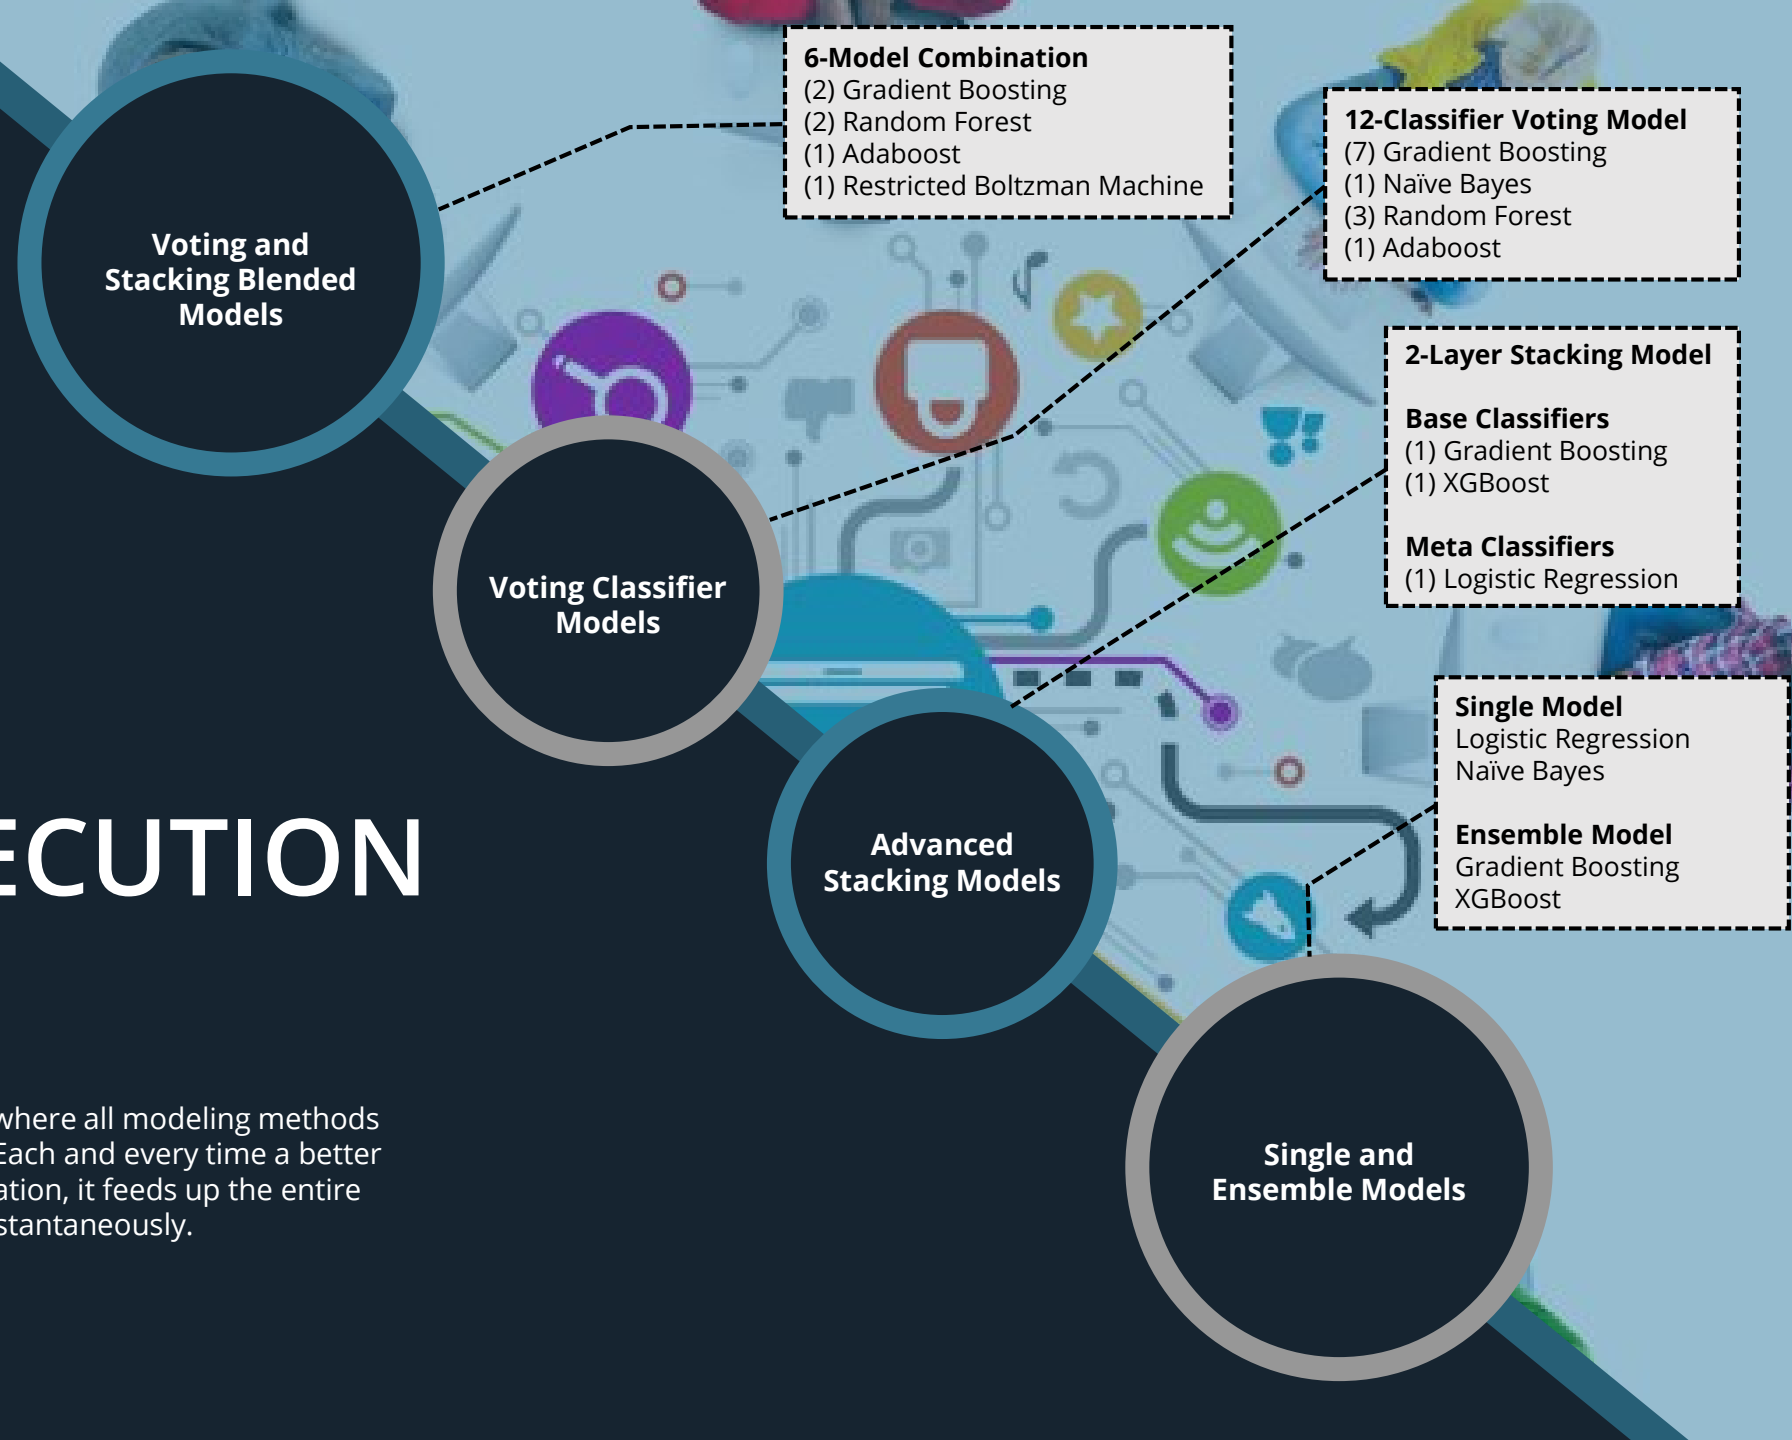 6-Model Combination
(2) Gradient Boosting
(2) Random Forest
(1) Adaboost
(1) Restricted Boltzman Machine
12-Classifier Voting Model
(7) Gradient Boosting
(1) Naïve Bayes
(3) Random Forest
(1) Adaboost
Voting and
Stacking Blended
Models
2-Layer Stacking Model
Base Classifiers
(1) Gradient Boosting
(1) XGBoost
Meta Classifiers
(1) Logistic Regression
Voting Classifier
Models
Single Model
Logistic Regression
Naïve Bayes
Ensemble Model
Gradient Boosting
XGBoost
Advanced
Stacking Models
ECUTION
where all modeling methods
Each and every time a better
ation, it feeds up the entire
stantaneously.
Single and
Ensemble Models